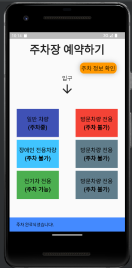 주차장 예약하기
주차 정보 확인
입구
일반 차량
(주차중)
방문차량 전용
(주차 불가)
장애인 전용차량
(주차 불가)
방문차량 전용
(주차 불가)
전기차 전용
(주차 가능)
방문차량 전용
(주차 불가)